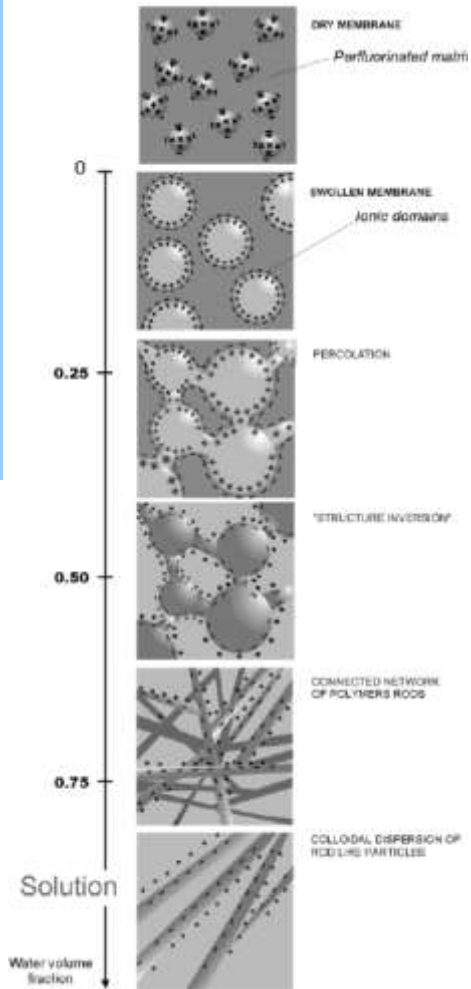 DRY MEMBRANE
Perfluorinated matrix
0
SWOLLEN MEMBRANE
Ionic domains
PERCOLATION
0.25
"STRUCTURE INVERSION"
0.50
CONNECTED NETWORK
OF POLYMERS RODS
0.75
COLLOIDAL DISPERSION OF
ROD LIKE PARTICLES
Solution
Water volume
fraction